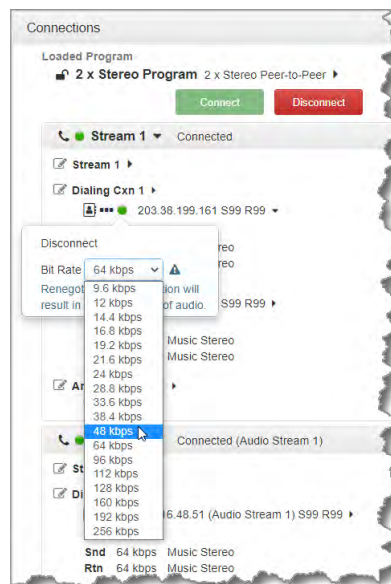 Connections
Loaded Program
2 x Stereo Program 2 x Stereo Peer-to-Peer
Connect Disconnect
Stream 1 Connected
Stream 1
Dialing Cxn 1
203.38.199.161 S99 R99
Disconnect
Bit Rate 64 kbps
9.6 kbps
12 kbps
14.4 kbps
16.8 kbps
19.2 kbps
21.6 kbps
24 kbps
28.8 kbps
33.6 kbps
38.4 kbps
48 kbps
64 kbps
96 kbps
112 kbps
128 kbps
160 kbps
192 kbps
256 kbps
result in of audio.
S99 R99
Music Stereo
Music Stereo
Connected (Audio Stream 1)
6.48.51 (Audio Stream 1) S99 R99
Snd 64 kbps Music Stereo
Rtn 64 kbps Music Stereo